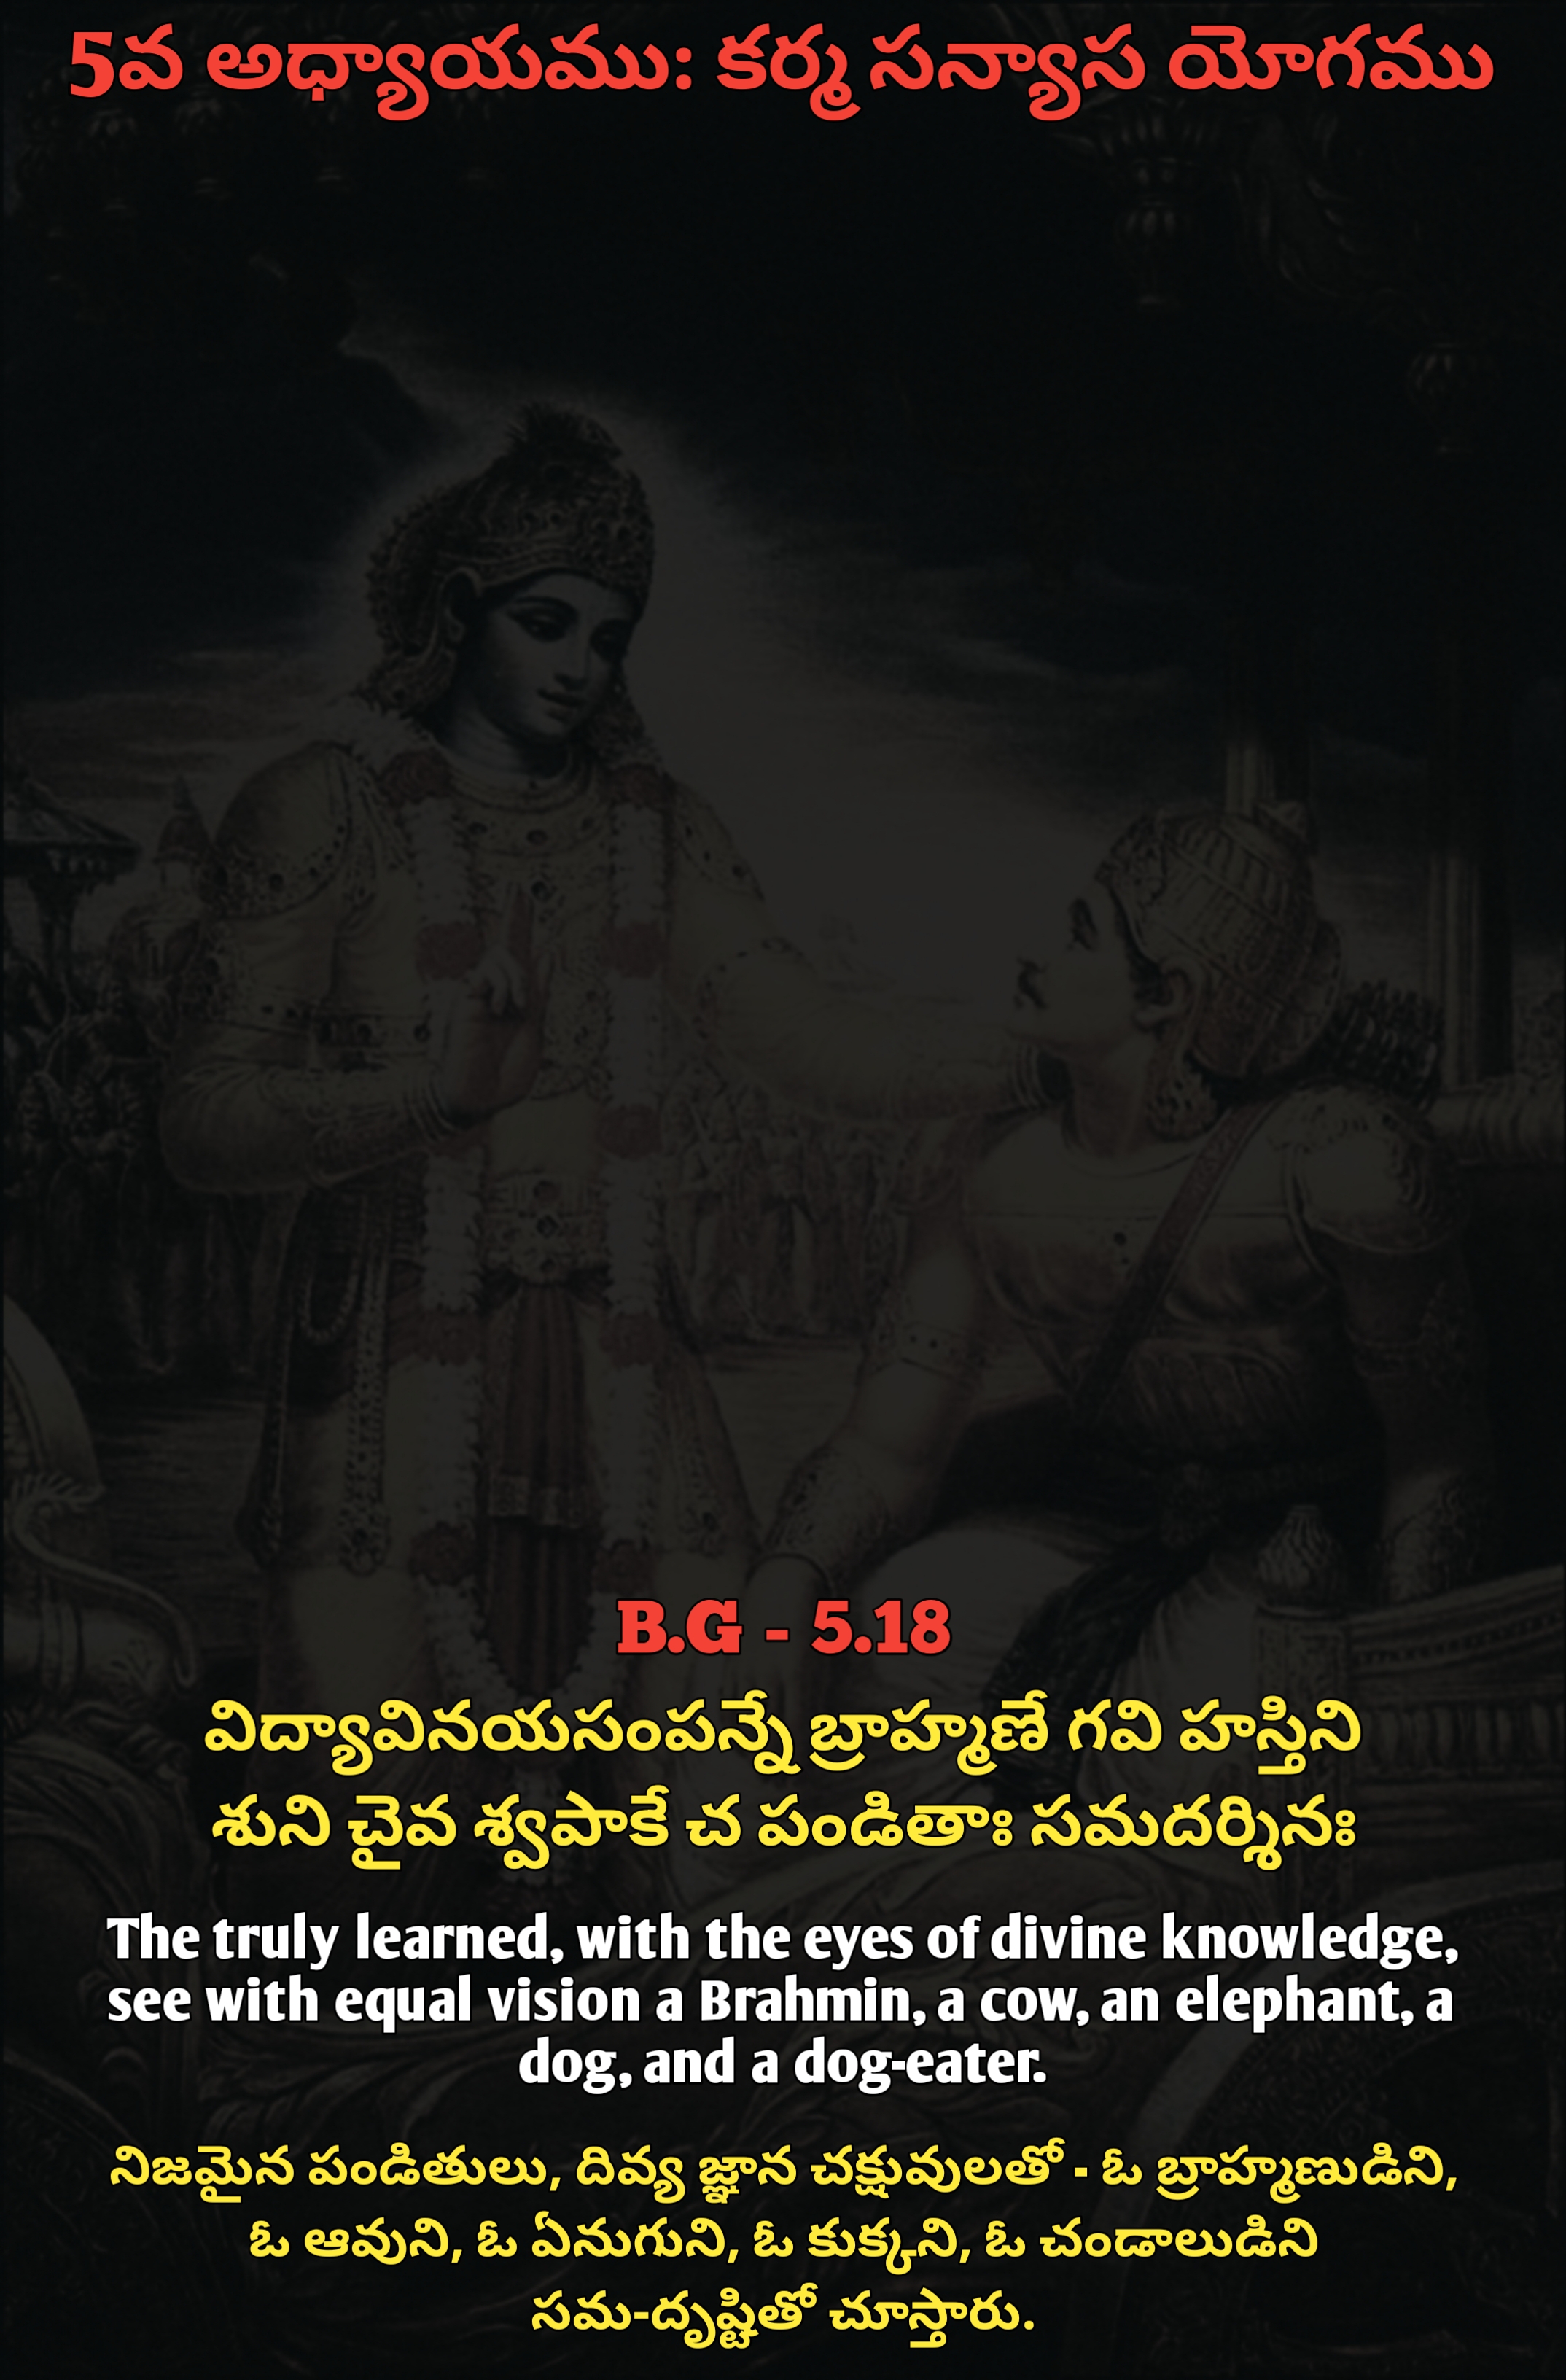 5వ అధ్యాయము: కర్మ సన్యాస యోగము
B.G - 5.18
విద్యావినయసంపన్నే బ్రాహ్మణే గవి హస్తిని
శుని చైవ శ్వపాకే చ పండితాః సమదర్శినః
The truly learned, with the eyes of divine knowledge,
see with equal vision a Brahmin, a cow, an elephant, a
dog, and a dog-eater.
నిజమైన పండితులు, దివ్య జ్ఞాన చక్షువులతో - ఓ బ్రాహ్మణుడిని,
ఓ ఆవుని, ఓ ఏనుగుని, ఓ కుక్కని, ఓ చండాలుడిని
సమ-దృష్టితో చూస్తారు.